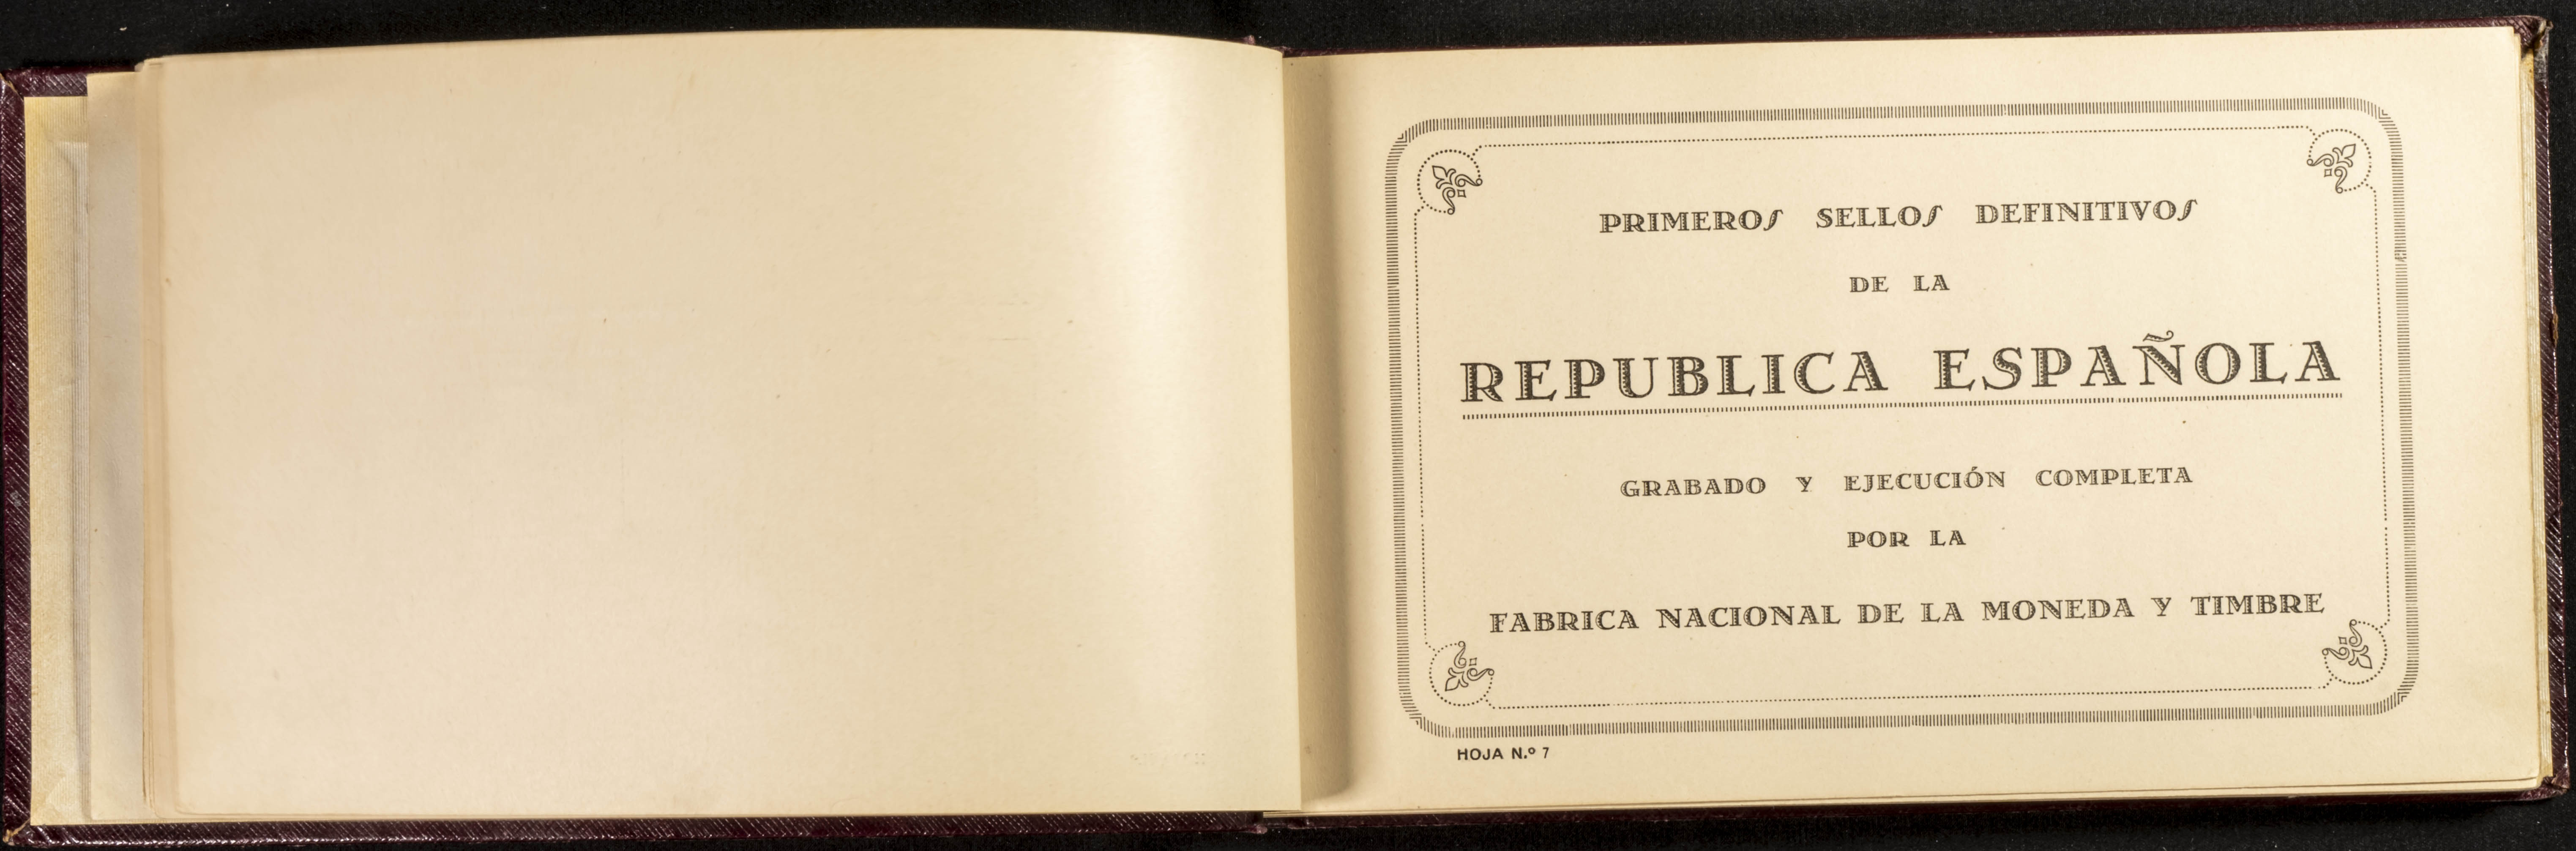 PRIMEROS SELLOS DEFINITIVOS
DE LA
REPUBLICA ESPAÑOLA
GRABADO Y EJECUCIÓN COMPLETA
POR LA
FABRICA NACIONAL DE LA MONEDA Y TIMBRE
HOJA N.º 7